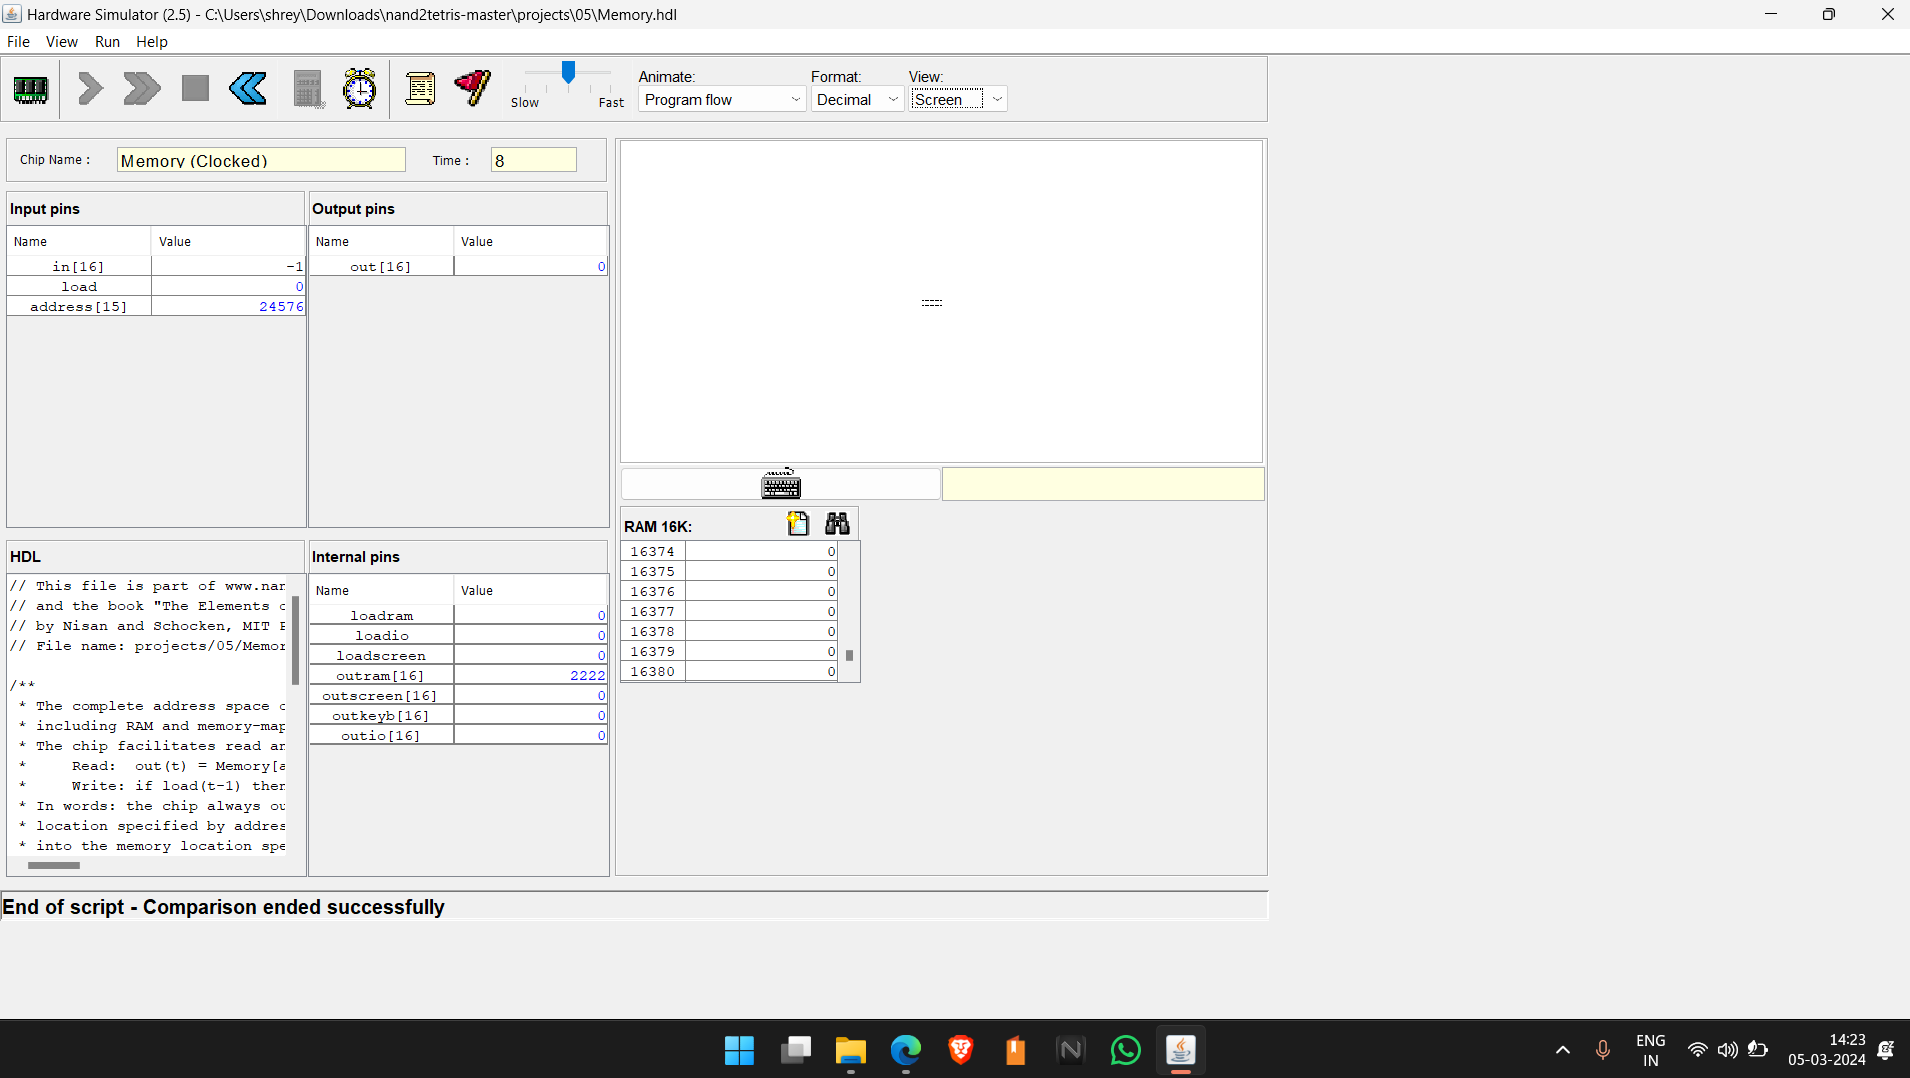 Hardware Simulator (2.5) - C:\Users\shrey\Downloads\nand2tetris-master\projects\05\Memory.hdl
File View Run Help
Slow Fast
Animate: Format: View:
Program flow Decimal Screen
Chip Name : Memory (Clocked) Time : 8
Input pins
Name Value
in[16] -1
load 0
address[15] 24576
Output pins
Name Value
out[16] 0
HDL
// This file is part of www.nan
// and the book "The Elements o
// by Nisan and Schocken, MIT P
// File name: projects/05/Memor
/**
* The complete address space o
* including RAM and memory-map
* The chip facilitates read an
* Read: out(t) = Memory[a
* Write: if load(t-1) then
* In words: the chip always ou
* location specified by addres
* into the memory location spe
Internal pins
Name Value
loadram 0
loadio 0
loadscreen 0
outram[16] 2222
outscreen[16] 0
outkeyb[16] 0
outio[16] 0
RAM 16K:
16374 0
16375 0
16376 0
16377 0
16378 0
16379 0
16380 0
End of script - Comparison ended successfully
ENG
IN
14:23
05-03-2024